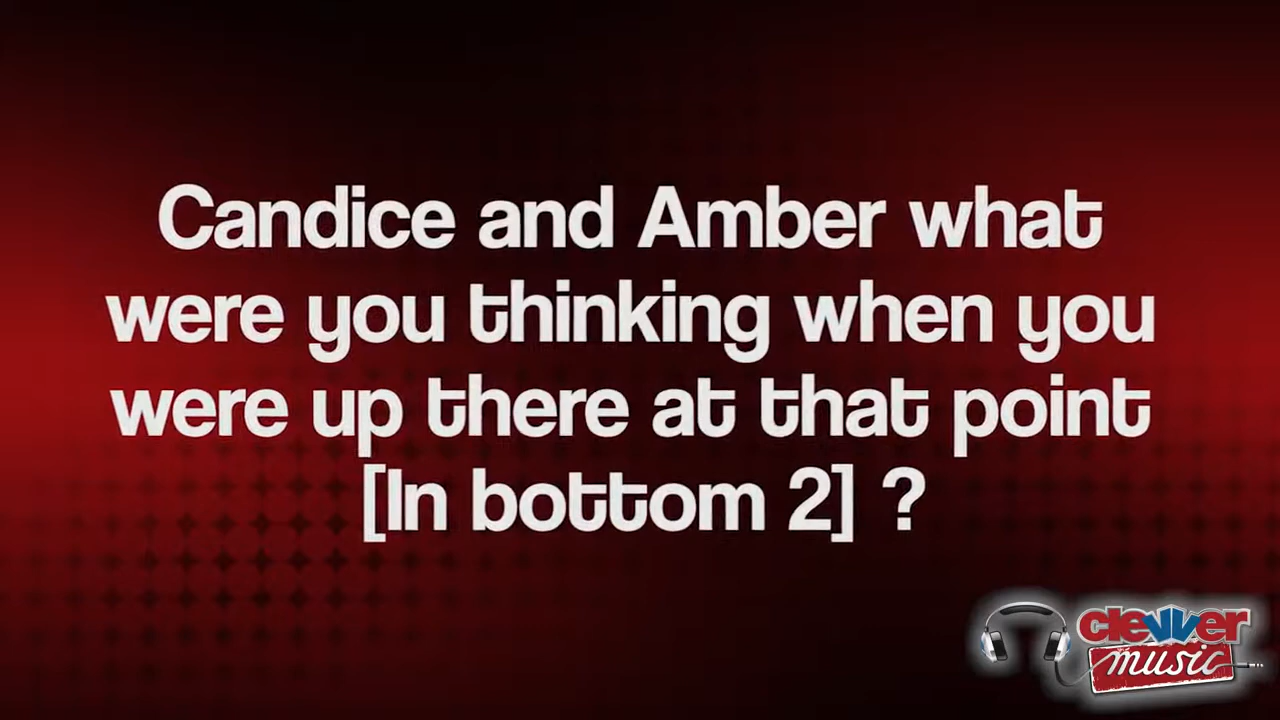 Candice and Amber what
were you thinking when you
were up there at that point
[In bottom 2] ?
clevver
music